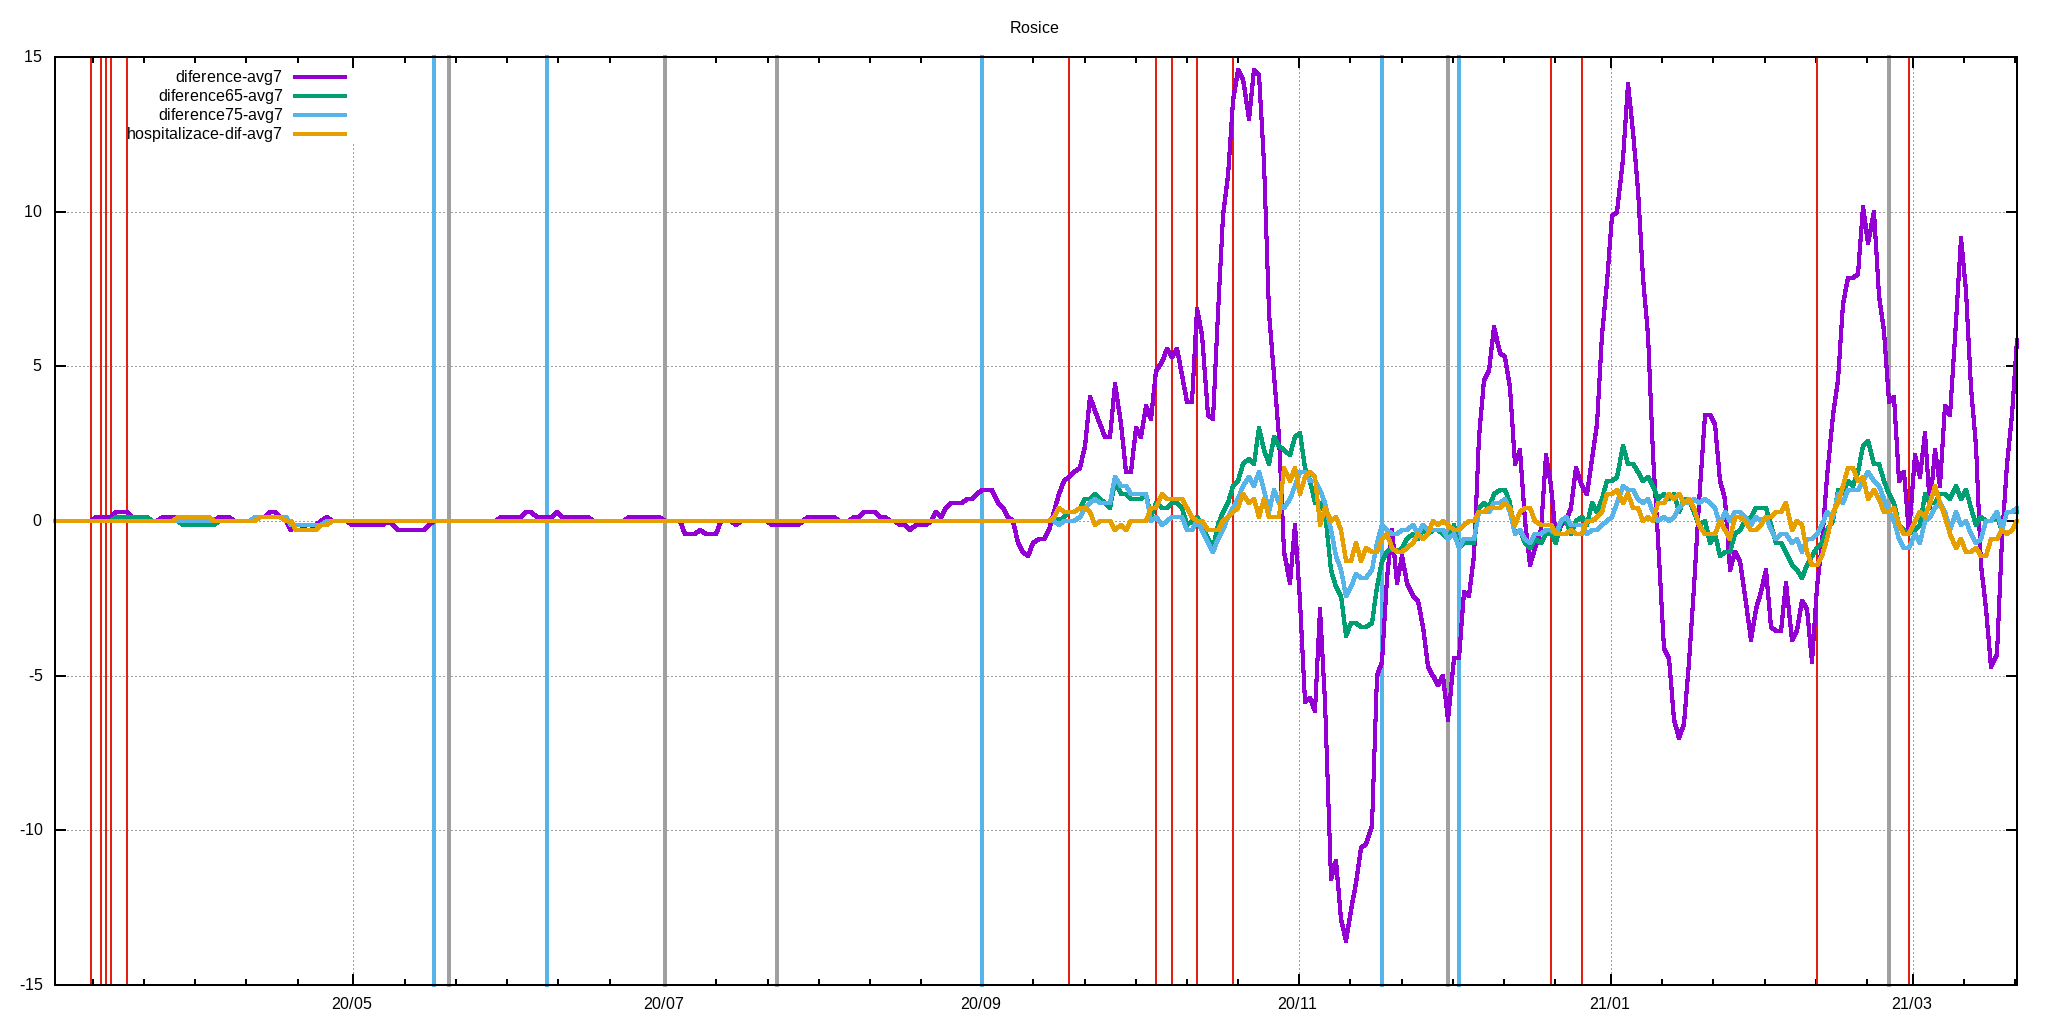 Rosice
15
diference-avg7
diference65-avg7
diference75-avg7
hospitalizace-dif-avg7
10
5
0
-5
-10
-15
20/05
20/07
20/09
20/11
21/01
21/03